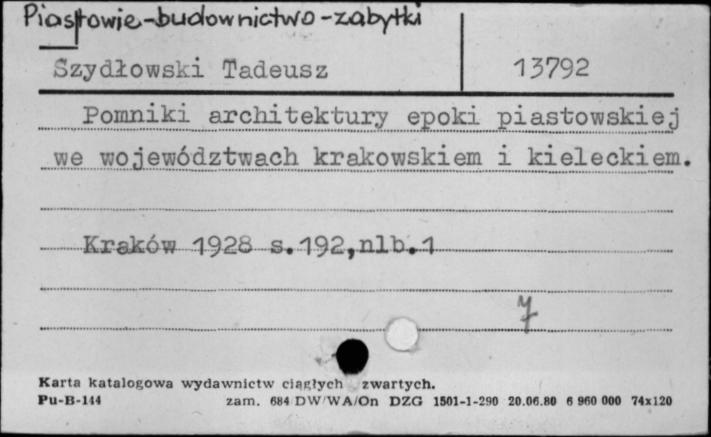 Piastowie-budownictwo-zabytki
Szydłowski Tadeusz 13792
Pomniki architektury epoki piastowskiej
we województwach krakowskiem i kieleckiem.
Kraków 1928 s.192,nlb.1
7
Karta katalogowa wydawnictw ciągłych zwartych.
Pu-B-144 zam. 684 DW/WA/On DZG 1501-1-290 20.06.80 6 960 000 74x120